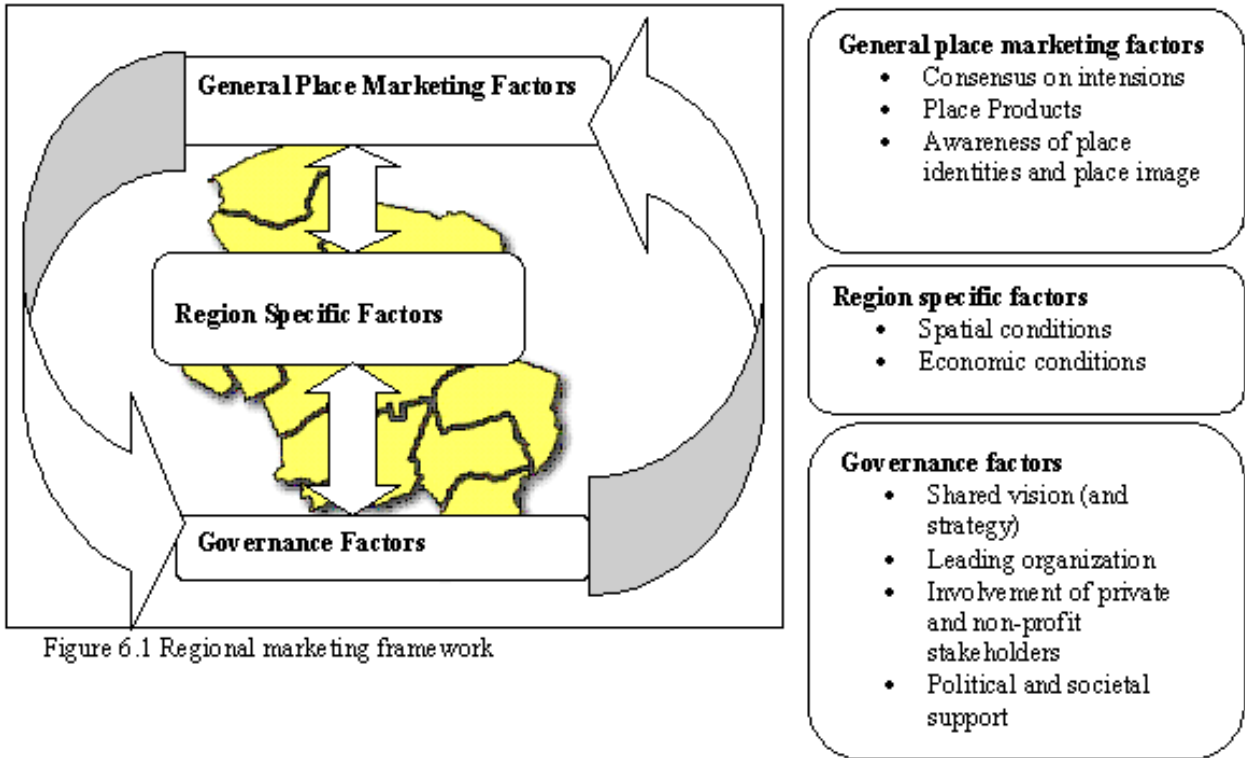 General Place Marketing Factors
Region Specific Factors
Governance Factors
Figure 6.1 Regional marketing framework
General place marketing factors
• Consensus on intensions
• Place Products
• Awareness of place
identities and place image
Region specific factors
• Spatial conditions
• Economic conditions
Governance factors
• Shared vision (and
strategy)
• Leading organization
• Involvement of private
and non-profit
stakeholders
• Political and societal
support